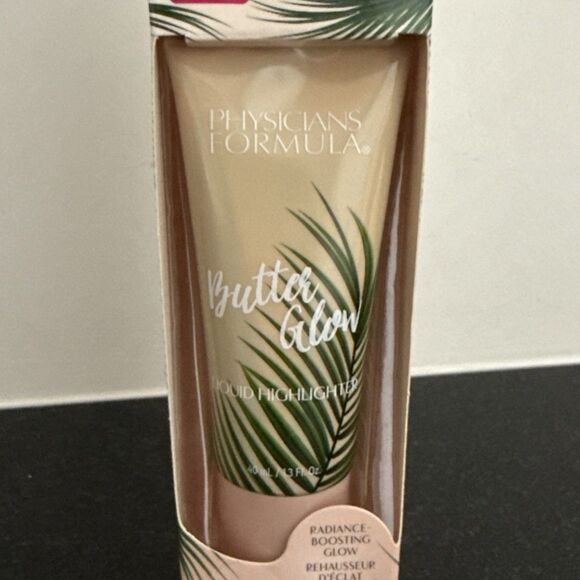 PHYSICIANS
FORMULA®
Butter
Glow
LIQUID HIGHLIGHTER
40 mL / 1.3 Fl. Oz.
RADIANCE-
BOOSTING
GLOW
REHAUSSEUR
D'ÉCLAT